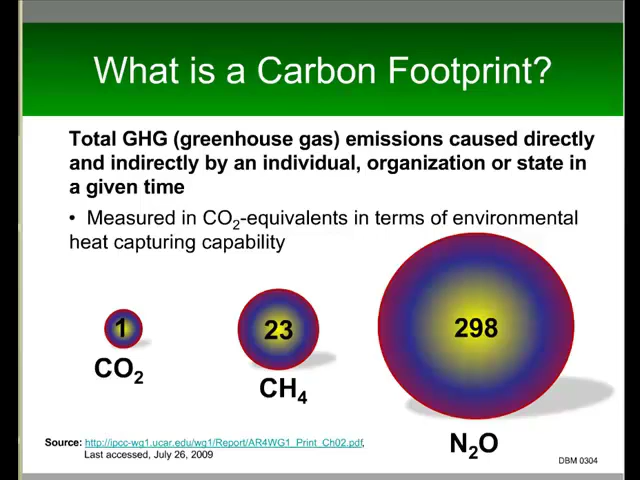 What is a Carbon Footprint?
Total GHG (greenhouse gas) emissions caused directly
and indirectly by an individual, organization or state in
a given time
• Measured in CO₂-equivalents in terms of environmental
heat capturing capability
1
23
298
CO₂
CH₄
N₂O
Source: http://ipcc-wg1.ucar.edu/wg1/Report/AR4WG1_Print_Ch02.pdf,
Last accessed, July 26, 2009
DBM 0304